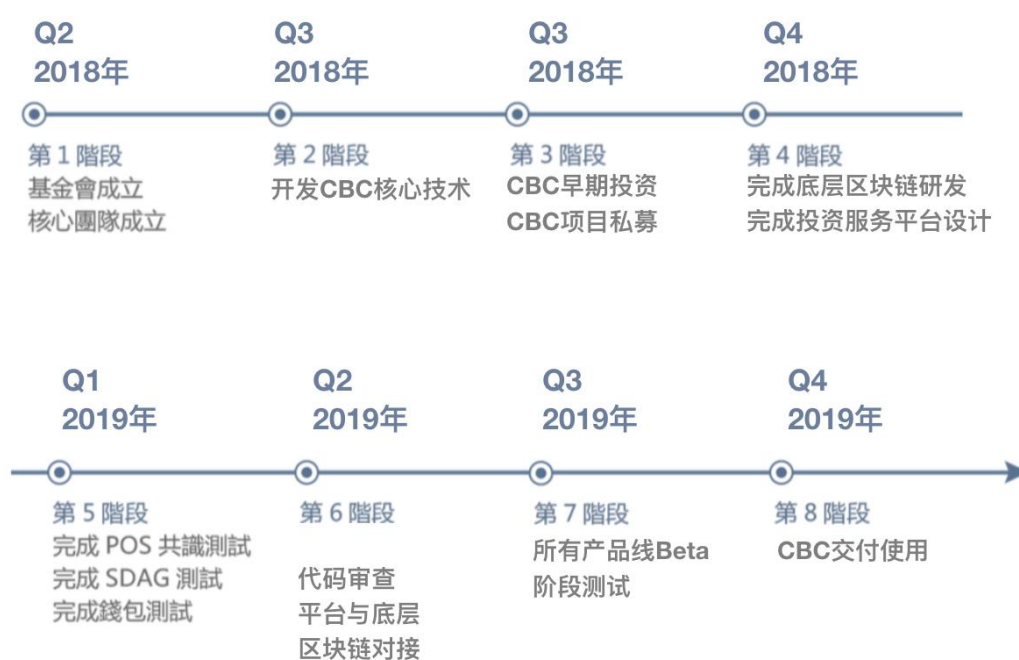 Q2
2018年
第 1 階段
基金會成立
核心團隊成立
Q3
2018年
第 2 階段
开发CBC核心技术
Q3
2018年
第 3 階段
CBC早期投资
CBC项目私募
Q4
2018年
第 4 階段
完成底层区块链研发
完成投资服务平台设计
Q1
2019年
第 5 階段
完成 POS 共識測試
完成 SDAG 測試
完成錢包測試
Q2
2019年
第 6 階段
代码审查
平台与底层
区块链对接
Q3
2019年
第 7 階段
所有产品线Beta
阶段测试
Q4
2019年
第 8 階段
CBC交付使用